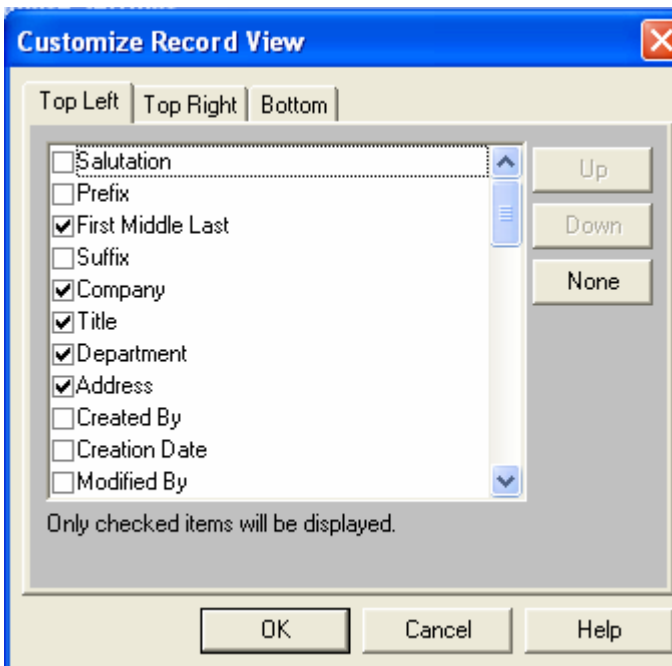 Customize Record View
Top Left Top Right Bottom
Salutation
Up
Prefix
First Middle Last
Down
Suffix
Company
None
Title
Department
Address
Created By
Creation Date
Modified By
Only checked items will be displayed.
OK Cancel Help